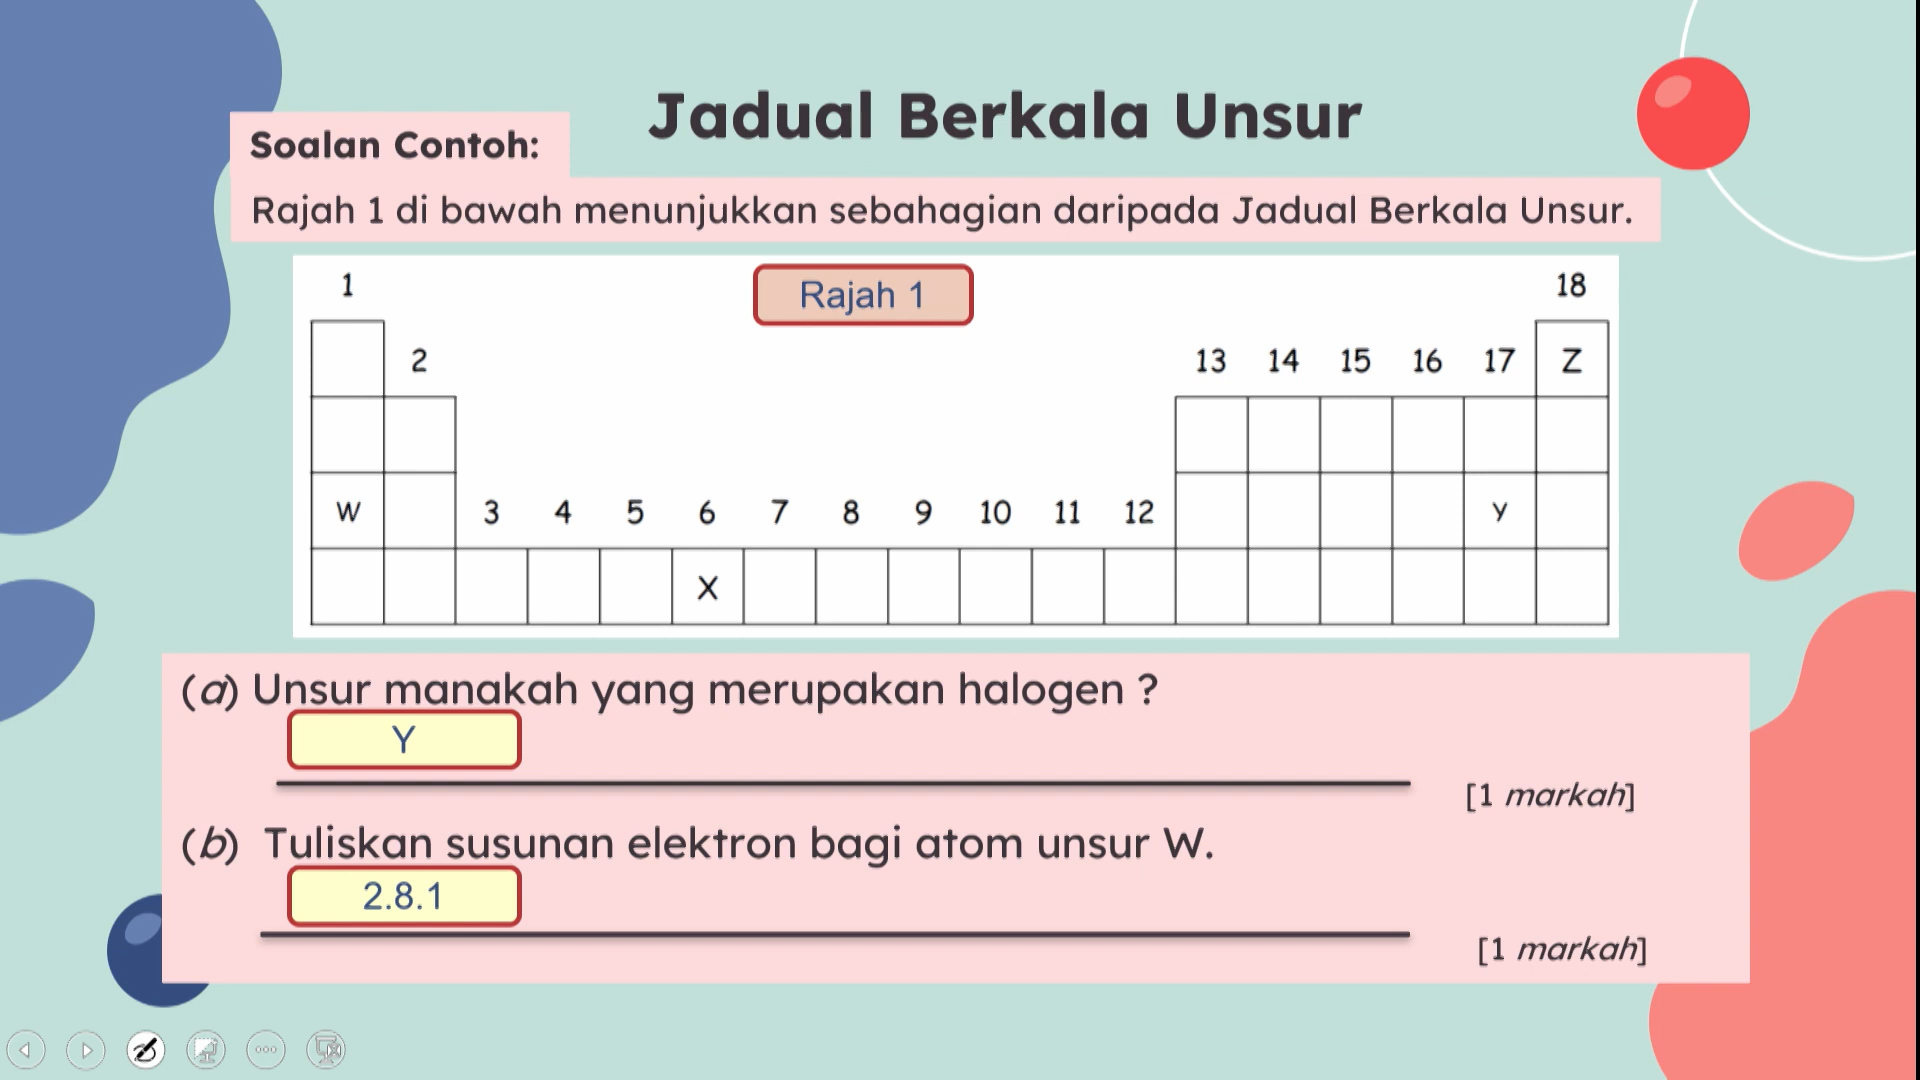 Jadual Berkala Unsur
Soalan Contoh:
Rajah 1 di bawah menunjukkan sebahagian daripada Jadual Berkala Unsur.
Rajah 1
1 18
2 13 14 15 16 17 Z
W 3 4 5 6 7 8 9 10 11 12 Y
X
(a) Unsur manakah yang merupakan halogen ?
Y
[1 markah]
(b) Tuliskan susunan elektron bagi atom unsur W.
2.8.1
[1 markah]